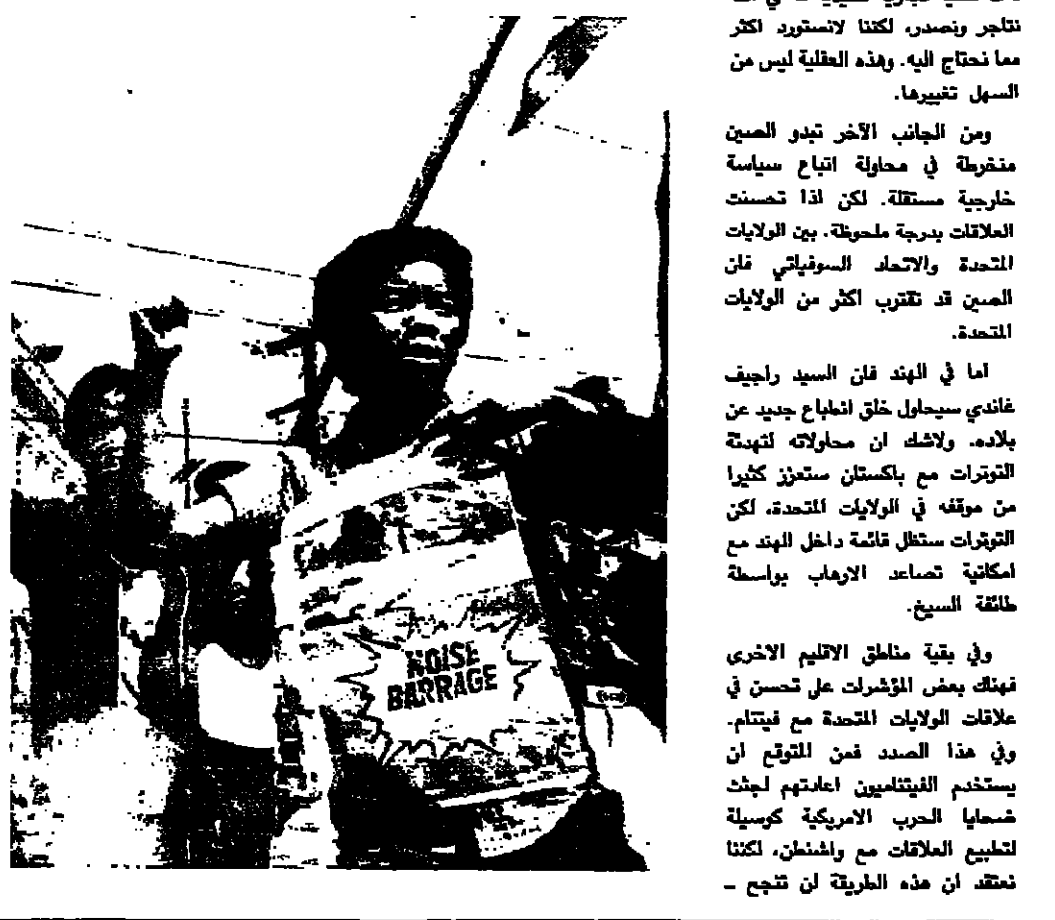 نتاجر ونصدر، لكننا لانستورد اكثر
مما نحتاج اليه. وهذه العقلية ليس من
السهل تغييرها.
ومن الجانب الآخر تبدو الصين
منخرطة في محاولة اتباع سياسة
خارجية مستقلة. لكن اذا تحسنت
العلاقات بدرجة ملحوظة. بين الولايات
المتحدة والاتحاد السوفياتي فان
الصين قد تقترب اكثر من الولايات
المتحدة.
اما في الهند فان السيد راجيف
غاندي سيحاول خلق انطباع جديد عن
بلاده. ولاشك ان محاولاته لتهدئة
التوترات مع باكستان ستعزز كثيرا
من موقفه في الولايات المتحدة، لكن
التوترات ستظل قائمة داخل الهند مع
امكانية تصاعد الارهاب بواسطة
طائفة السيخ.
وفي بقية مناطق الاقليم الاخرى
فهناك بعض المؤشرات على تحسن في
علاقات الولايات المتحدة مع فيتنام.
وفي هذا الصدد فمن المتوقع ان
يستخدم الفيتناميون اعادتهم لجثث
ضحايا الحرب الامريكية كوسيلة
لتطبيع العلاقات مع واشنطن، لكننا
نعتقد ان هذه الطريقة لن تنجح ـ
NOISE
BARRAGE